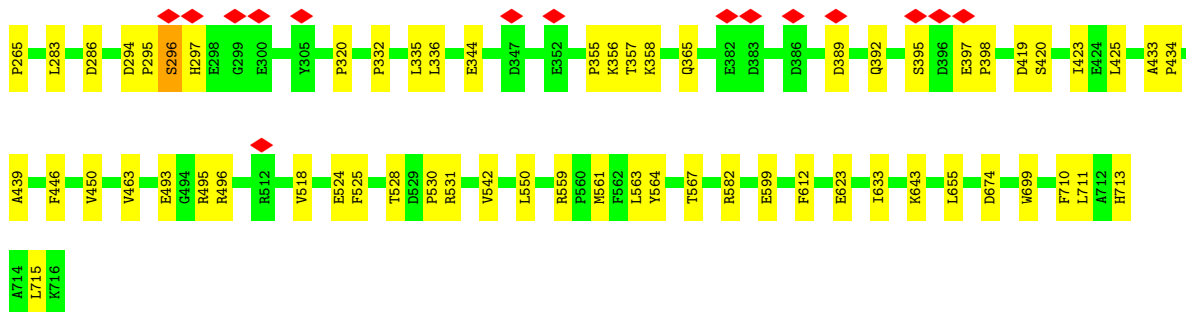 P265 L283 D286 D294 P295 S296 H297 E298 G299 E300 Y305 P320 P332 L335 L336 E344 D347 E352 P355 K356 T357 K358 Q365 E382 D383 D386 D389 Q392 S395 D396 E397 P398 D419 S420 I423 E424 L425 A433 P434
A439 F446 V450 V463 E493 G494 R495 R496 R512 V518 E524 F525 T528 D529 P530 R531 V542 L550 R559 P560 M561 F562 L563 Y564 T567 R582 E599 F612 E623 I633 K643 L655 D674 W699 F710 L711 A712 H713
A714 L715 K716